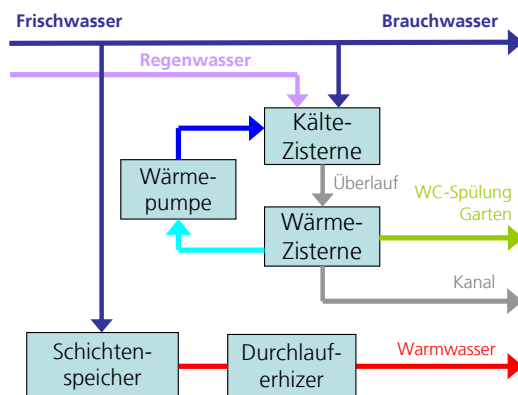 Frischwasser
Brauchwasser
Regenwasser
Kälte-
Zisterne
Wärme-
pumpe
Überlauf
WC-Spülung
Garten
Wärme-
Zisterne
Kanal
Schichten-
speicher
Durchlauf-
erhizer
Warmwasser